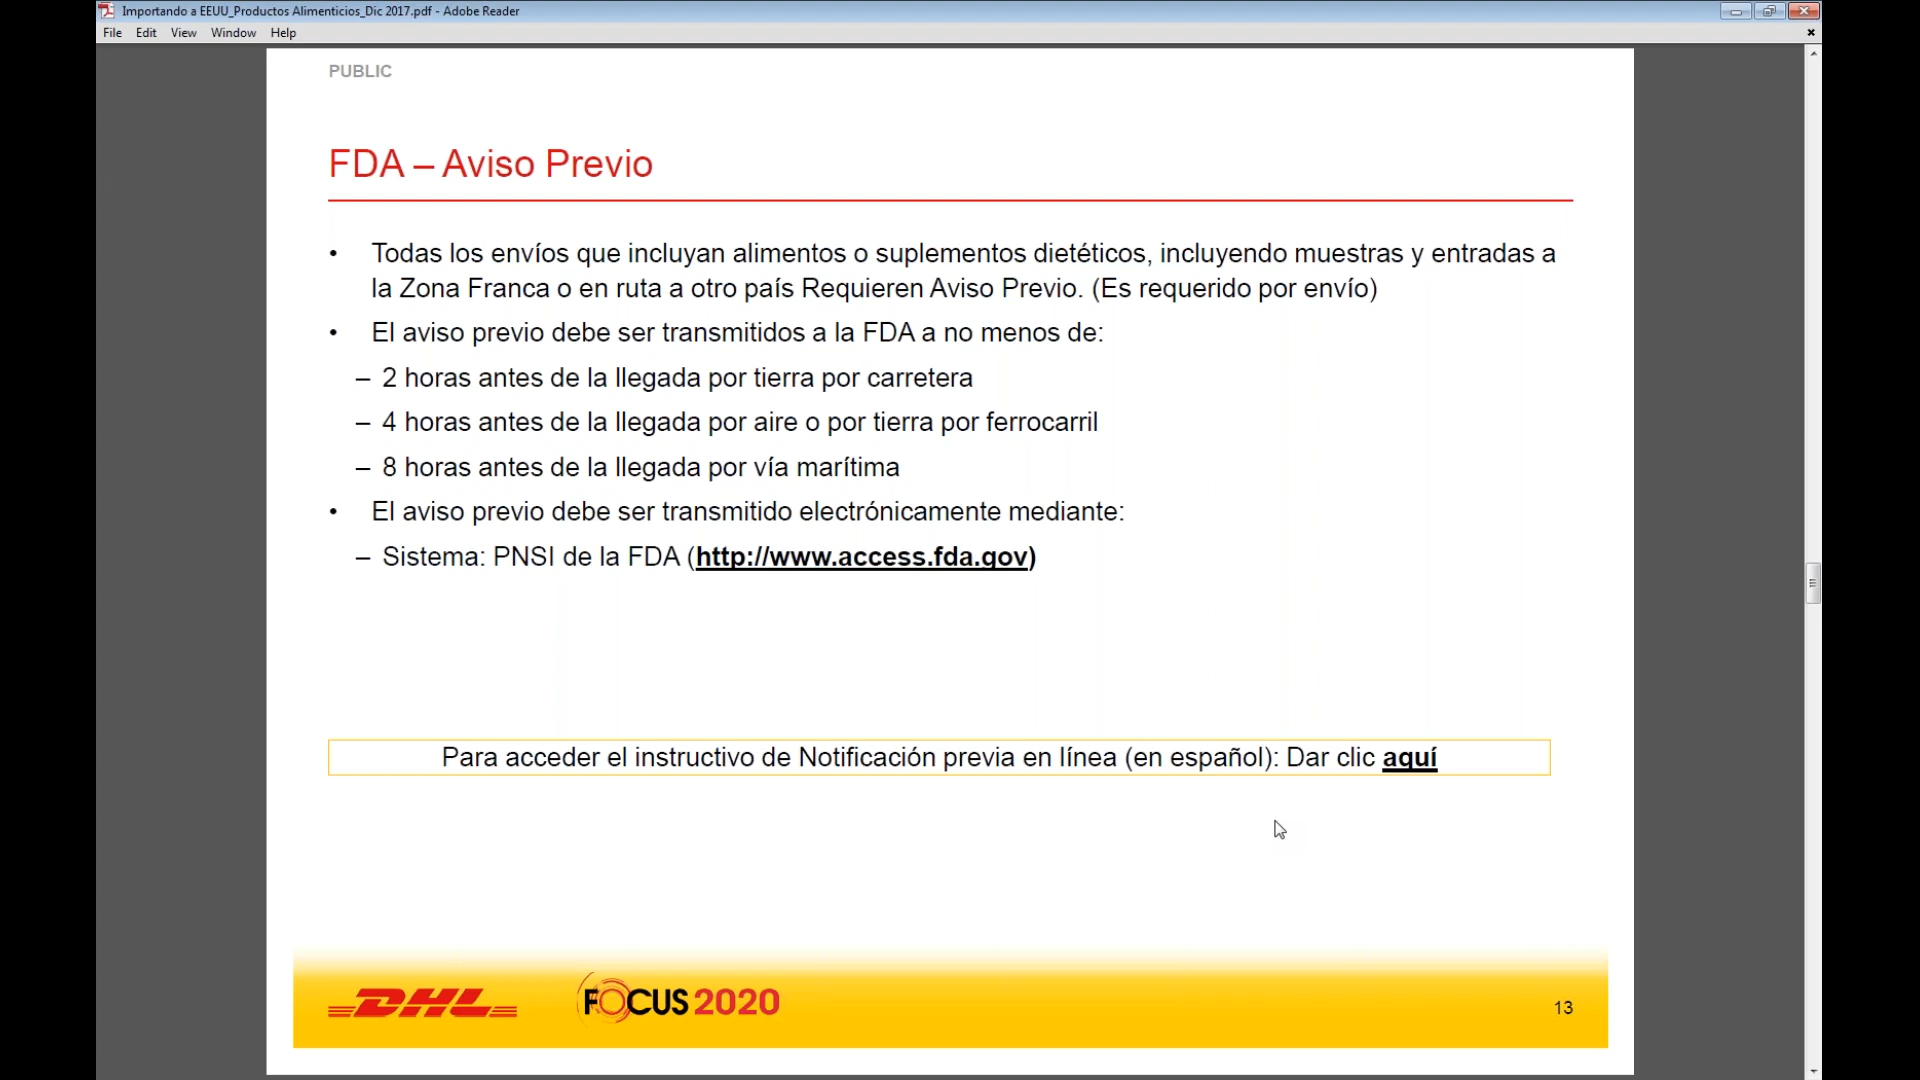 Importando a EEUU_Productos Alimenticios_Dic 2017.pdf - Adobe Reader
File Edit View Window Help
PUBLIC
FDA – Aviso Previo
• Todas los envíos que incluyan alimentos o suplementos dietéticos, incluyendo muestras y entradas a
la Zona Franca o en ruta a otro país Requieren Aviso Previo. (Es requerido por envío)
• El aviso previo debe ser transmitidos a la FDA a no menos de:
– 2 horas antes de la llegada por tierra por carretera
– 4 horas antes de la llegada por aire o por tierra por ferrocarril
– 8 horas antes de la llegada por vía marítima
• El aviso previo debe ser transmitido electrónicamente mediante:
– Sistema: PNSI de la FDA (http://www.access.fda.gov)
Para acceder el instructivo de Notificación previa en línea (en español): Dar clic aquí
DHL FOCUS 2020
13